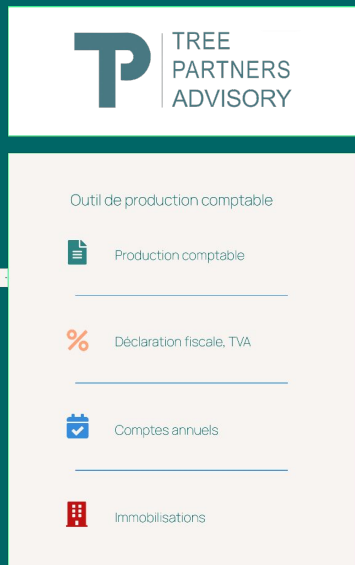 TREE
PARTNERS
ADVISORY
Outil de production comptable
Production comptable
Déclaration fiscale, TVA
Comptes annuels
Immobilisations